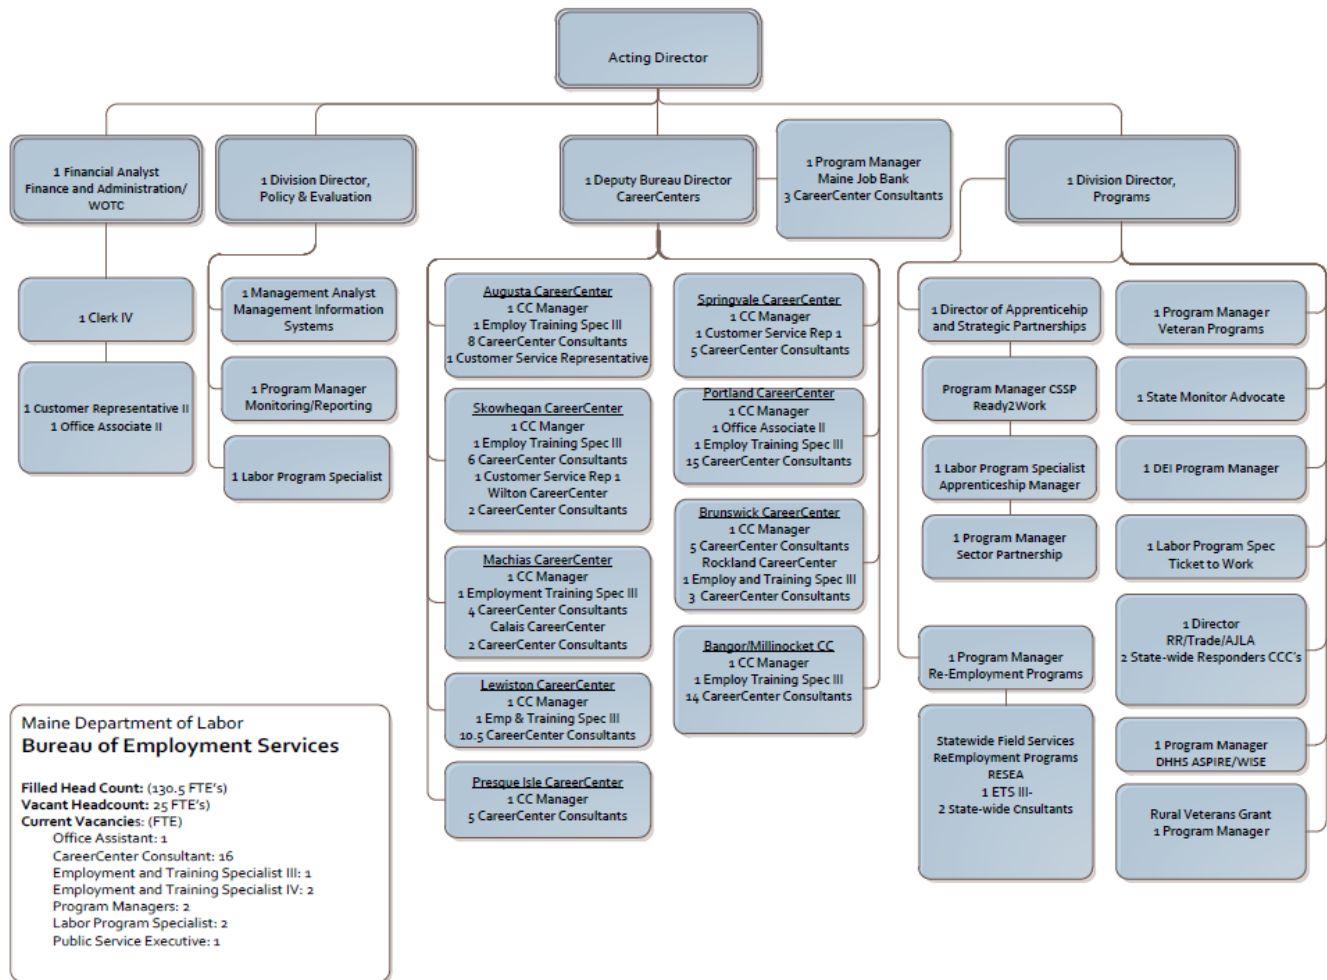 Acting Director
1 Financial Analyst
Finance and Administration/
WOTC
1 Division Director,
Policy & Evaluation
1 Deputy Bureau Director
CareerCenters
1 Program Manager
Maine Job Bank
3 CareerCenter Consultants
1 Division Director,
Programs
1 Clerk IV
1 Customer Representative II
1 Office Associate II
1 Management Analyst
Management Information
Systems
1 Program Manager
Monitoring/Reporting
1 Labor Program Specialist
Augusta CareerCenter
1 CC Manager
1 Employ Training Spec III
8 CareerCenter Consultants
1 Customer Service Representative
Skowhegan CareerCenter
1 CC Manger
1 Employ Training Spec III
6 CareerCenter Consultants
1 Customer Service Rep 1
Wilton CareerCenter
2 CareerCenter Consultants
Machias CareerCenter
1 CC Manager
1 Employment Training Spec III
4 CareerCenter Consultants
Calais CareerCenter
2 CareerCenter Consultants
Lewiston CareerCenter
1 CC Manager
1 Emp & Training Spec III
10.5 CareerCenter Consultants
Presque Isle CareerCenter
1 CC Manager
5 CareerCenter Consultants
Springvale CareerCenter
1 CC Manager
1 Customer Service Rep 1
5 CareerCenter Consultants
Portland CareerCenter
1 CC Manager
1 Office Associate II
1 Employ Training Spec III
15 CareerCenter Consultants
Brunswick CareerCenter
1 CC Manager
5 CareerCenter Consultants
Rockland CareerCenter
1 Employ and Training Spec III
3 CareerCenter Consultants
Bangor/Millinocket CC
1 CC Manager
1 Employ Training Spec III
14 CareerCenter Consultants
1 Director of Apprenticehip
and Strategic Partnerships
Program Manager CSSP
Ready2Work
1 Labor Program Specialist
Apprenticeship Manager
1 Program Manager
Sector Partnership
1 Program Manager
Re-Employment Programs
Statewide Field Services
ReEmployment Programs
RESEA
1 ETS III-
2 State-wide Cnsultants
1 Program Manager
Veteran Programs
1 State Monitor Advocate
1 DEI Program Manager
1 Labor Program Spec
Ticket to Work
1 Director
RR/Trade/AJLA
2 State-wide Responders CCC's
1 Program Manager
DHHS ASPIRE/WISE
Rural Veterans Grant
1 Program Manager
Maine Department of Labor
Bureau of Employment Services
Filled Head Count: (130.5 FTE's)
Vacant Headcount: 25 FTE's)
Current Vacancies: (FTE)
Office Assistant: 1
CareerCenter Consultant: 16
Employment and Training Specialist III: 1
Employment and Training Specialist IV: 2
Program Managers: 2
Labor Program Specialist: 2
Public Service Executive: 1